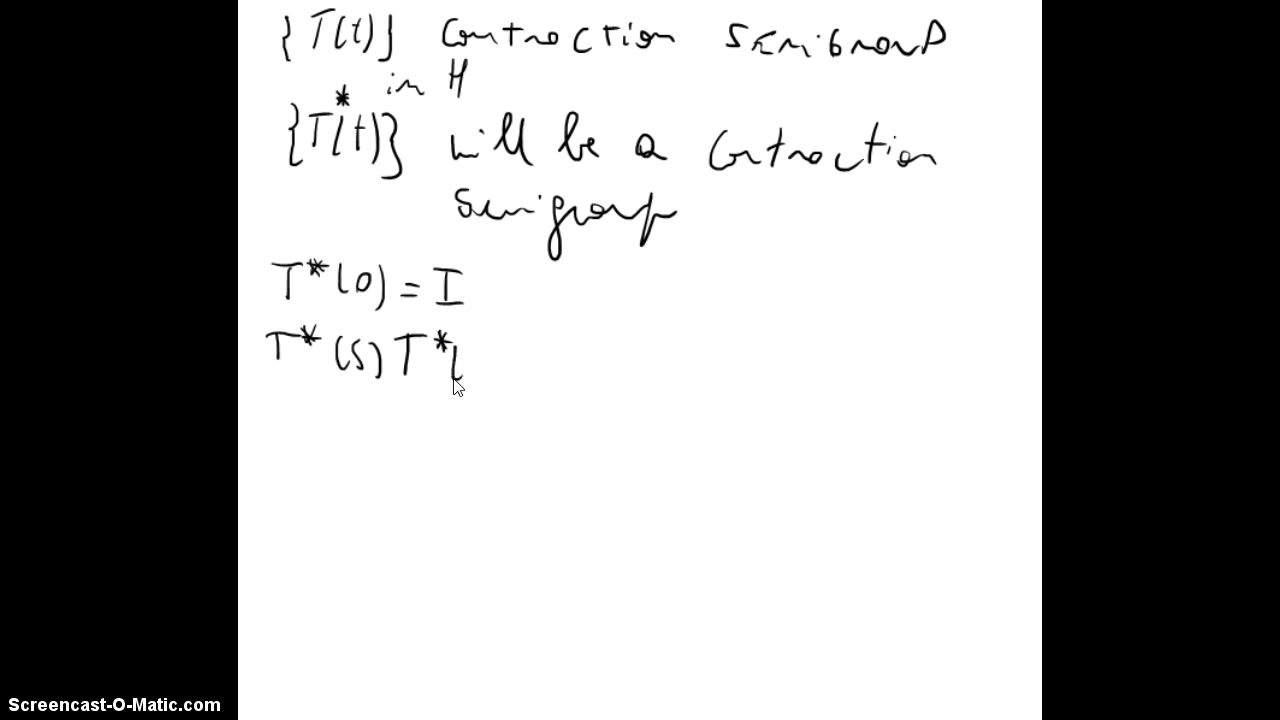 {T(t)} Contraction SEMIGROUP
in H
{T*(t)} will be a Contraction
Semigroup
T*(0) = I
T*(s) T*(
Screencast-O-Matic.com